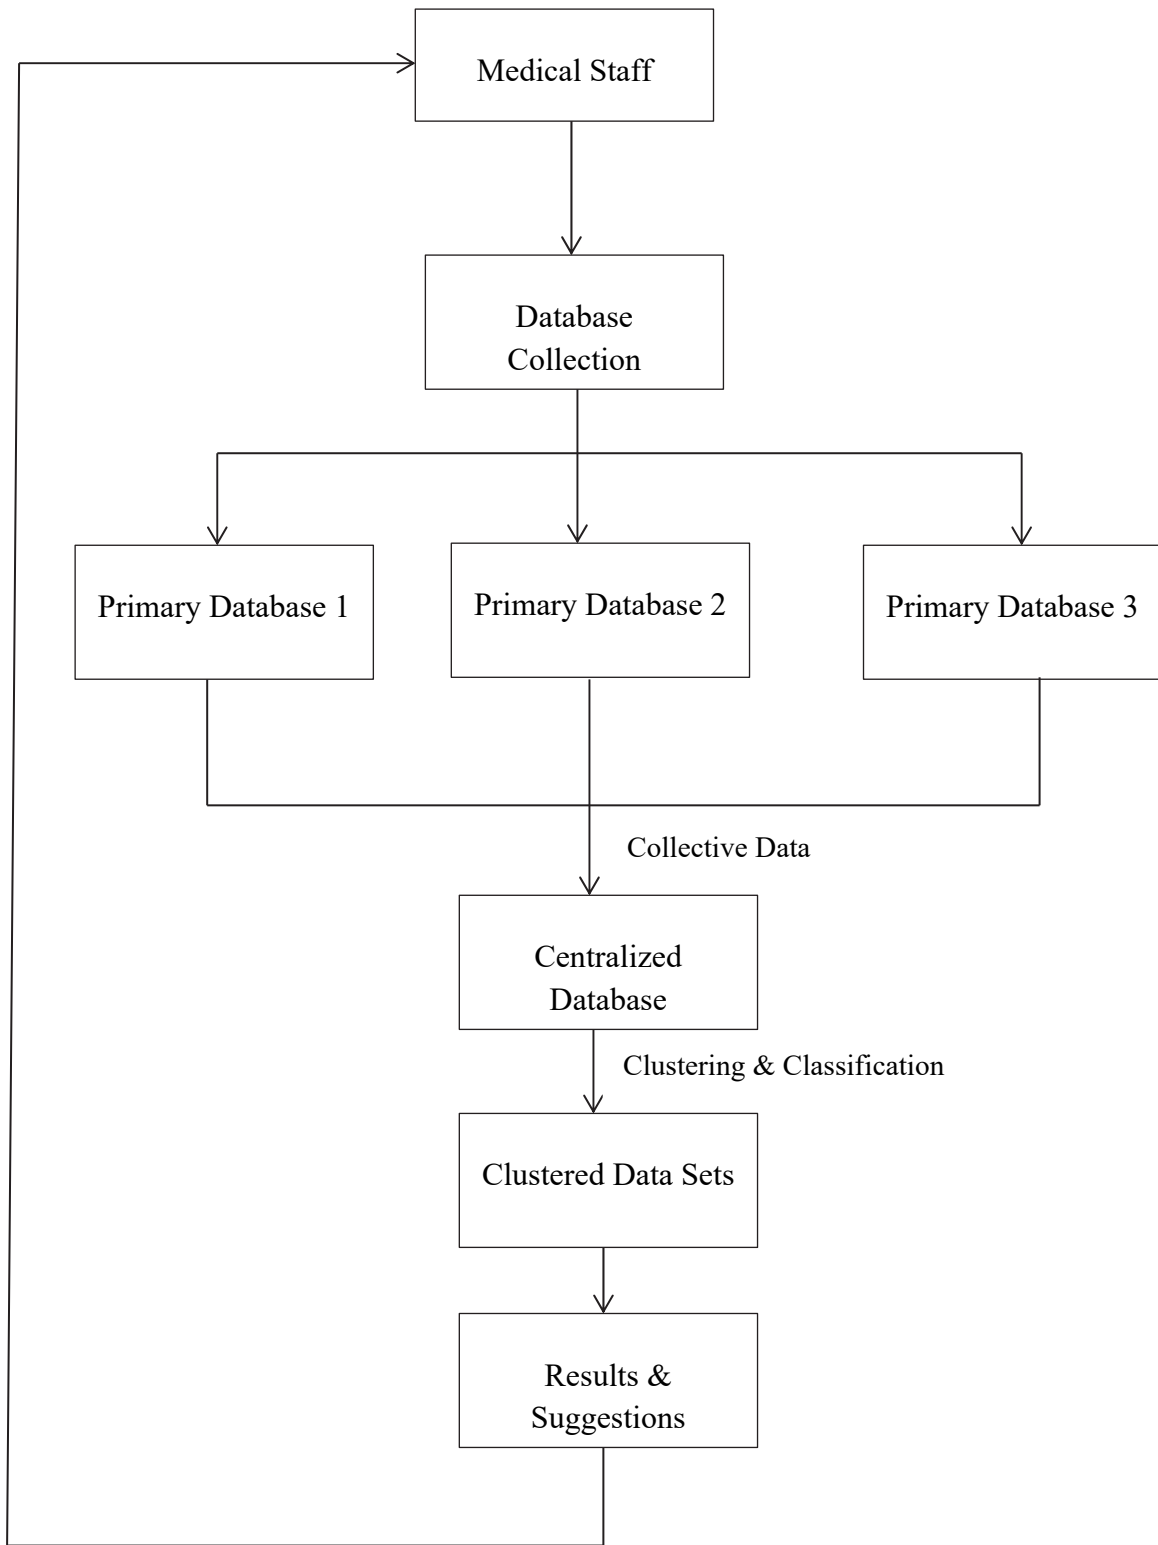 Medical Staff
Database
Collection
Primary Database 1
Primary Database 2
Primary Database 3
Collective Data
Centralized
Database
Clustering & Classification
Clustered Data Sets
Results &
Suggestions